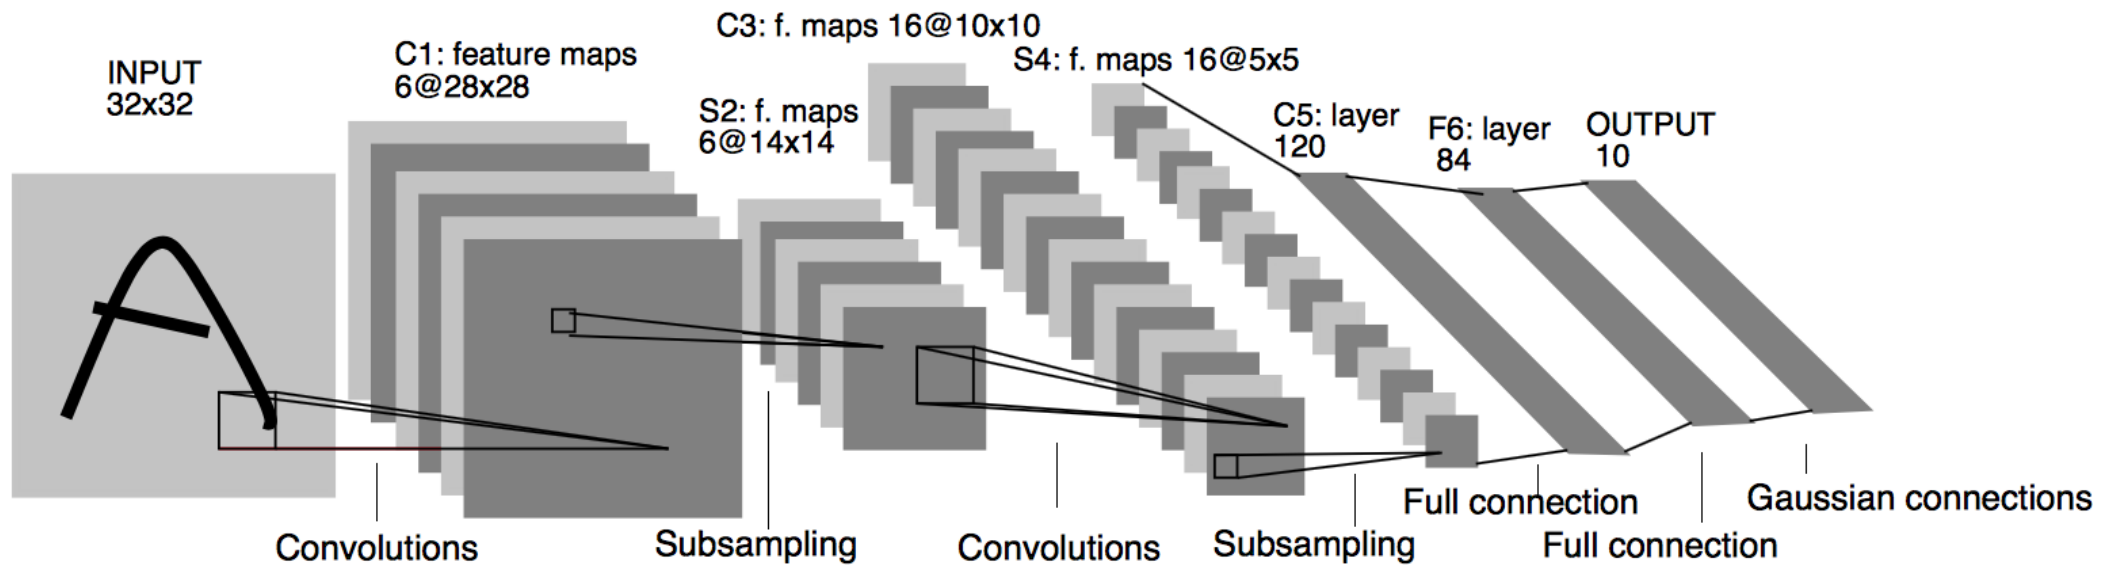 INPUT
32x32
C1: feature maps
6@28x28
S2: f. maps
6@14x14
C3: f. maps 16@10x10
S4: f. maps 16@5x5
C5: layer
120
F6: layer
84
OUTPUT
10
Convolutions
Subsampling
Convolutions
Subsampling
Full connection
Full connection
Gaussian connections